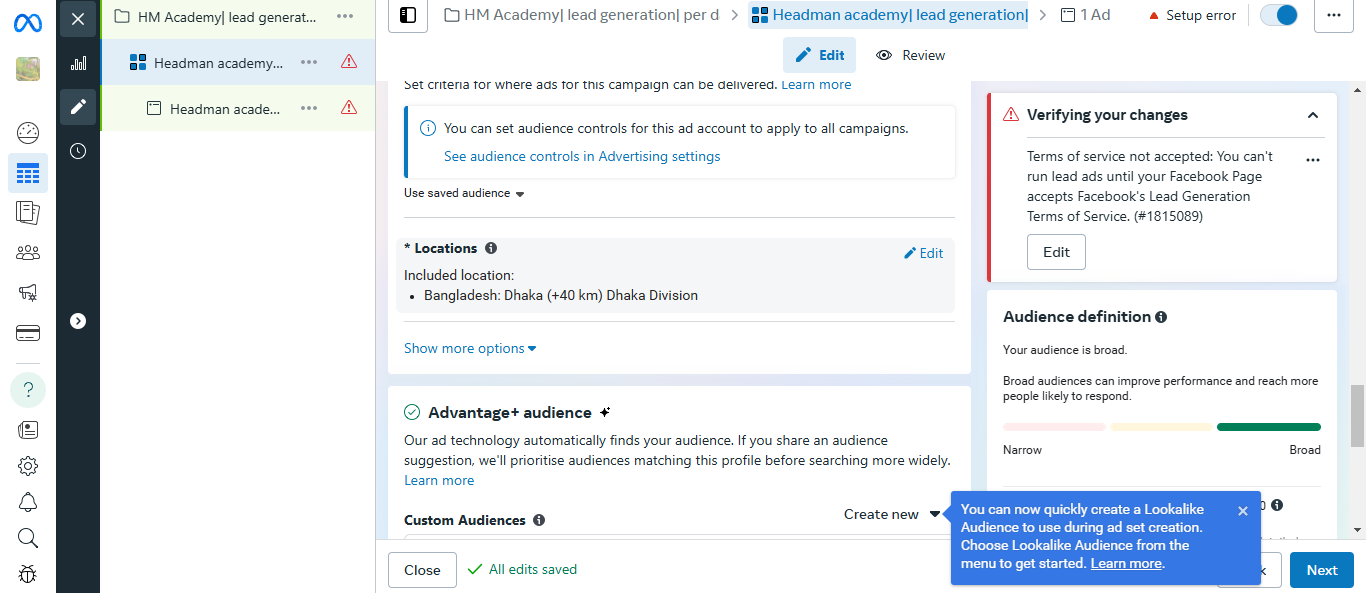 HM Academy| lead generat...
Headman academy...
Headman acade...
HM Academy| lead generation| per d
Headman academy| lead generation|
1 Ad
Setup error
Edit
Review
Set criteria for where ads for this campaign can be delivered. Learn more
You can set audience controls for this ad account to apply to all campaigns.
See audience controls in Advertising settings
Use saved audience
* Locations
Edit
Included location:
• Bangladesh: Dhaka (+40 km) Dhaka Division
Show more options
Advantage+ audience
Our ad technology automatically finds your audience. If you share an audience
suggestion, we'll prioritise audiences matching this profile before searching more widely.
Learn more
Custom Audiences
Create new
Close
All edits saved
Verifying your changes
Terms of service not accepted: You can't
run lead ads until your Facebook Page
accepts Facebook's Lead Generation
Terms of Service. (#1815089)
Edit
Audience definition
Your audience is broad.
Broad audiences can improve performance and reach more
people likely to respond.
Narrow
Broad
You can now quickly create a Lookalike
Audience to use during ad set creation.
Choose Lookalike Audience from the
menu to get started. Learn more.
Next